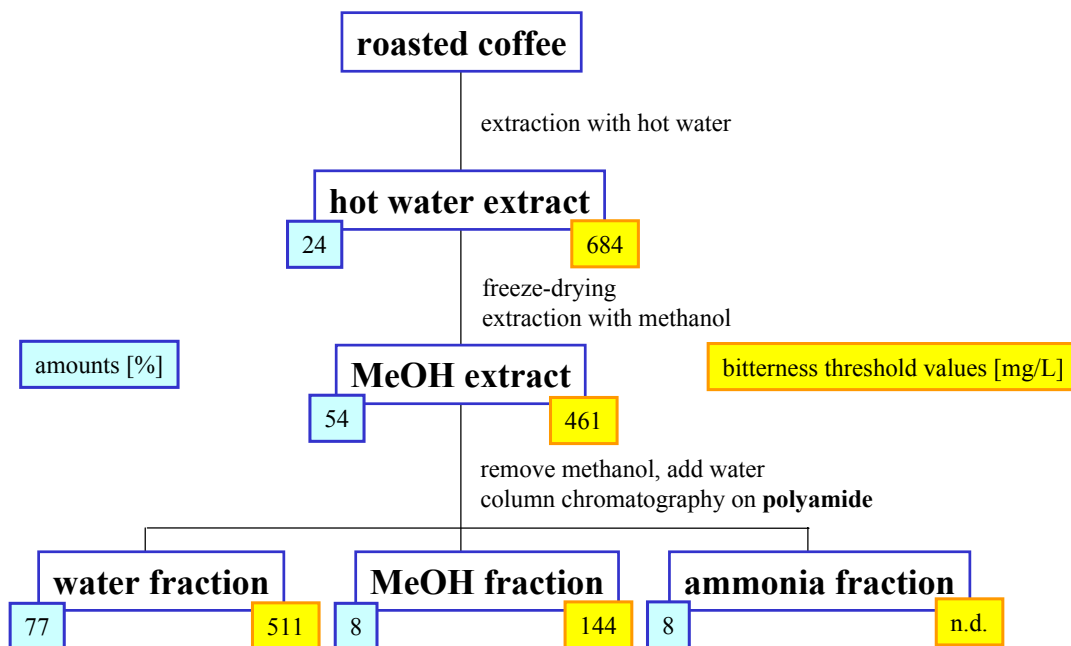 roasted coffee
extraction with hot water
hot water extract
24
684
freeze-drying
extraction with methanol
amounts [%]
MeOH extract
bitterness threshold values [mg/L]
54
461
remove methanol, add water
column chromatography on polyamide
water fraction
MeOH fraction
ammonia fraction
77
511
8
144
8
n.d.